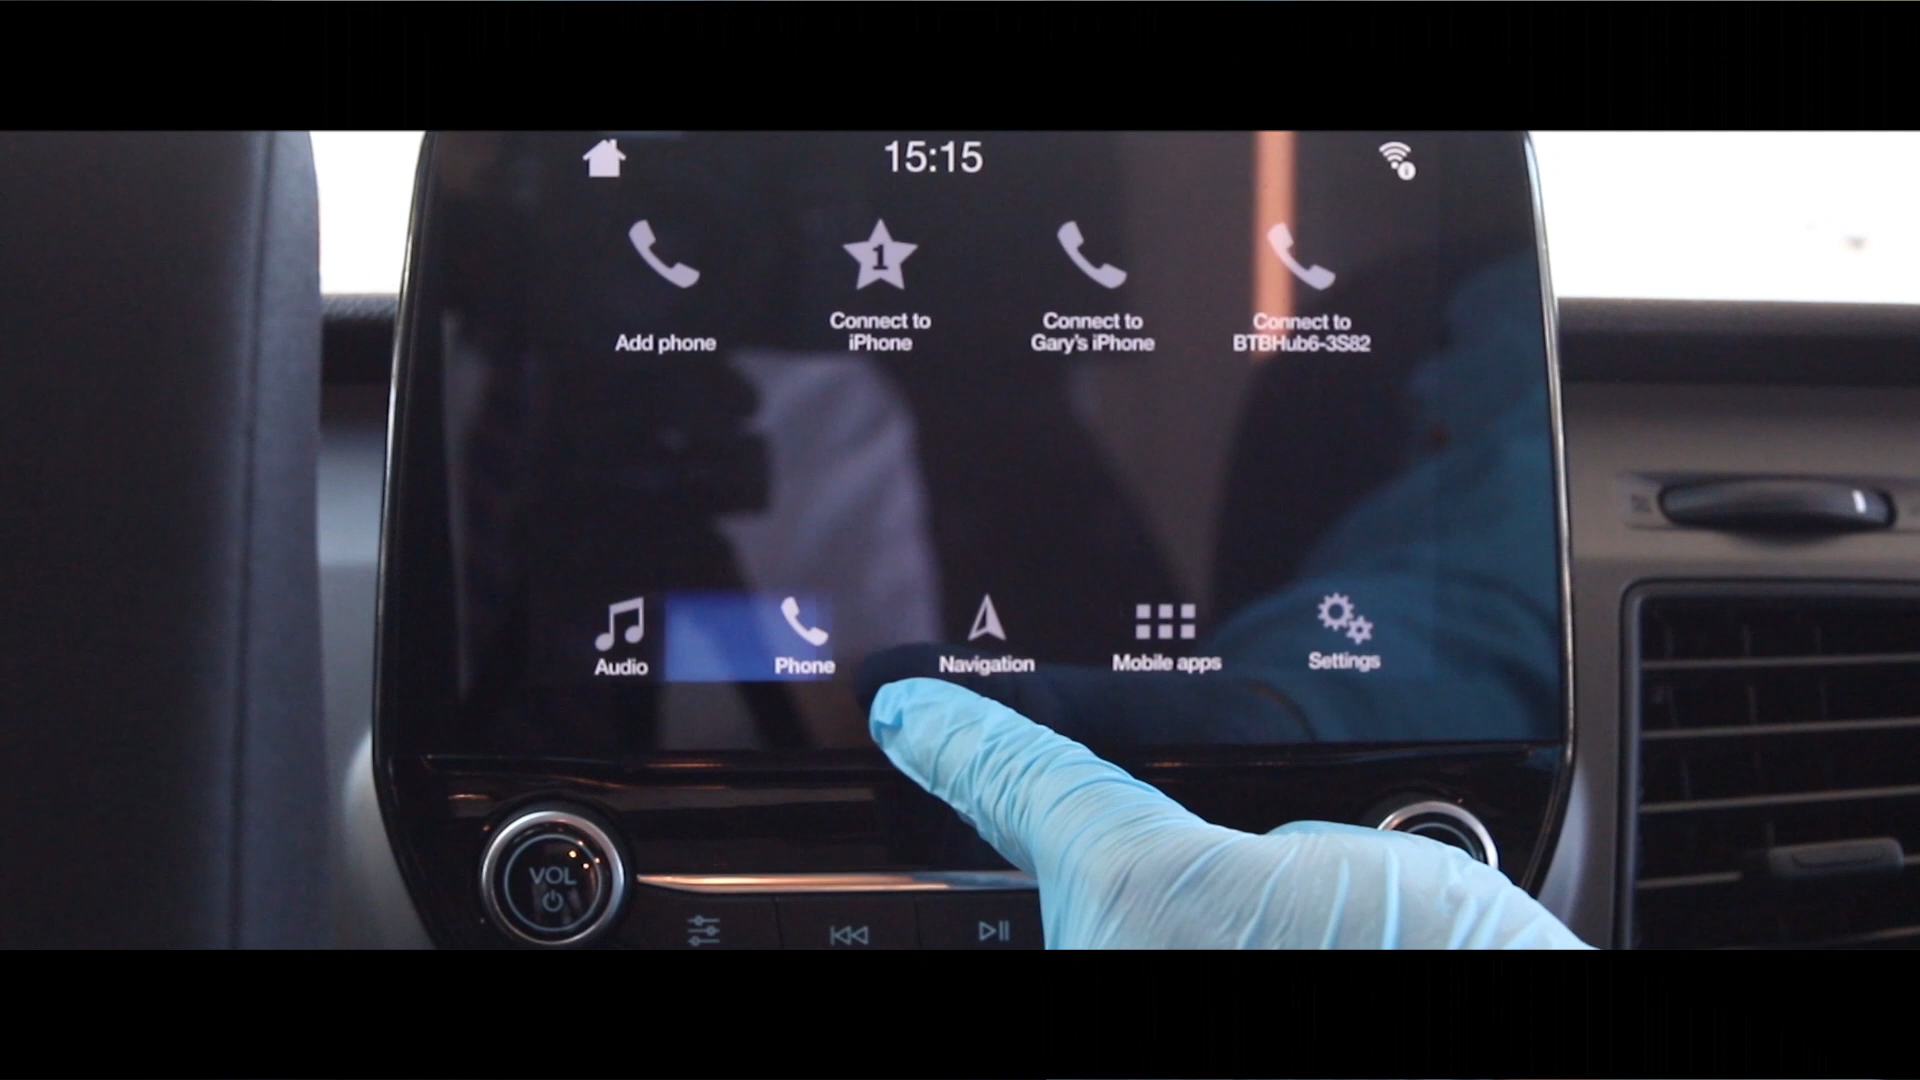 15:15
1
Add phone
Connect to
iPhone
Connect to
Gary's iPhone
Connect to
BTBHub6-3S82
Audio
Phone
Navigation
Mobile apps
Settings
VOL